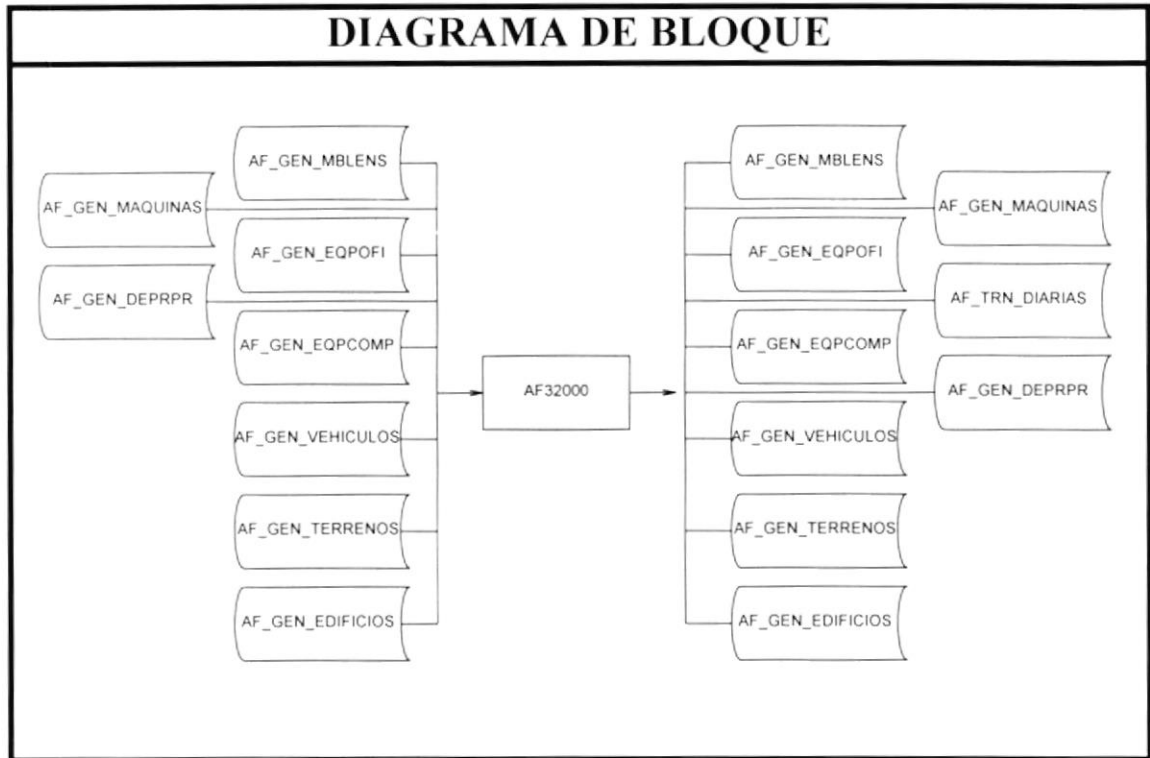 DIAGRAMA DE BLOQUE
AF_GEN_MBLENS
AF_GEN_MAQUINAS
AF_GEN_EQPOFI
AF_GEN_DEPRPR
AF_GEN_EQPCOMP
AF_GEN_VEHICULOS
AF_GEN_TERRENOS
AF_GEN_EDIFICIOS
AF32000
AF_GEN_MBLENS
AF_GEN_MAQUINAS
AF_GEN_EQPOFI
AF_TRN_DIARIAS
AF_GEN_EQPCOMP
AF_GEN_DEPRPR
AF_GEN_VEHICULOS
AF_GEN_TERRENOS
AF_GEN_EDIFICIOS